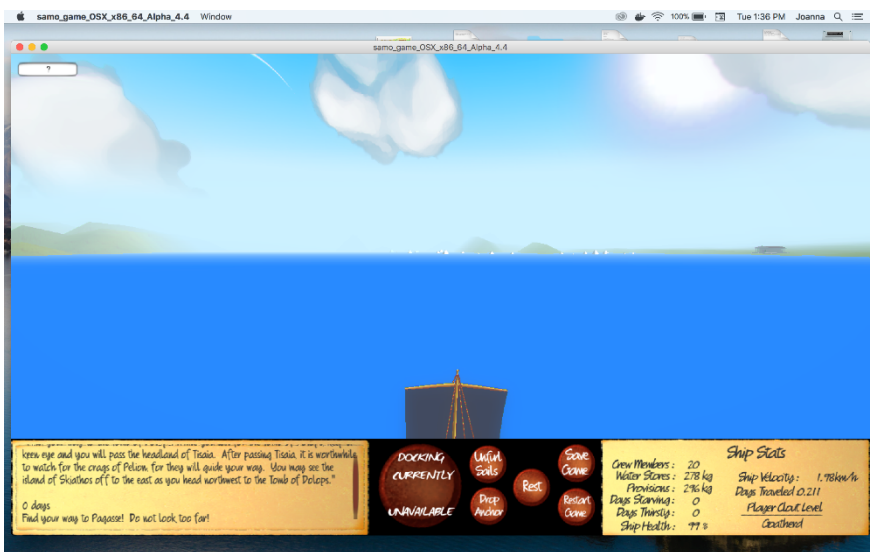 samo_game_OSX_x86_64_Alpha_4.4 Window 100% Tue 1:36 PM Joanna
samo_game_OSX_x86_64_Alpha_4.4
?
keen eye and you will pass the headland of Tisaia. After passing Tisaia, it is worthwhile
to watch for the crags of Pelion, for they will guide your way. You may see the
island of Skiathos off to the east as you head northwest to the Tomb of Dolops."
0 days
Find your way to Pagasse! Do not look too far!
DOCKING
CURRENTLY
UNAVAILABLE
Unfurl
Sails
Drop
Anchor
Rest
Save
Game
Restart
Game
Ship Stats
Crew Members: 20
Water Stores: 278 kg
Provisions: 296 kg
Days Starving: 0
Days Thirsty: 0
Ship Health: 99%
Ship Velocity: 1.98km/h
Days Traveled 0.211
Player Clout Level
Goatherd